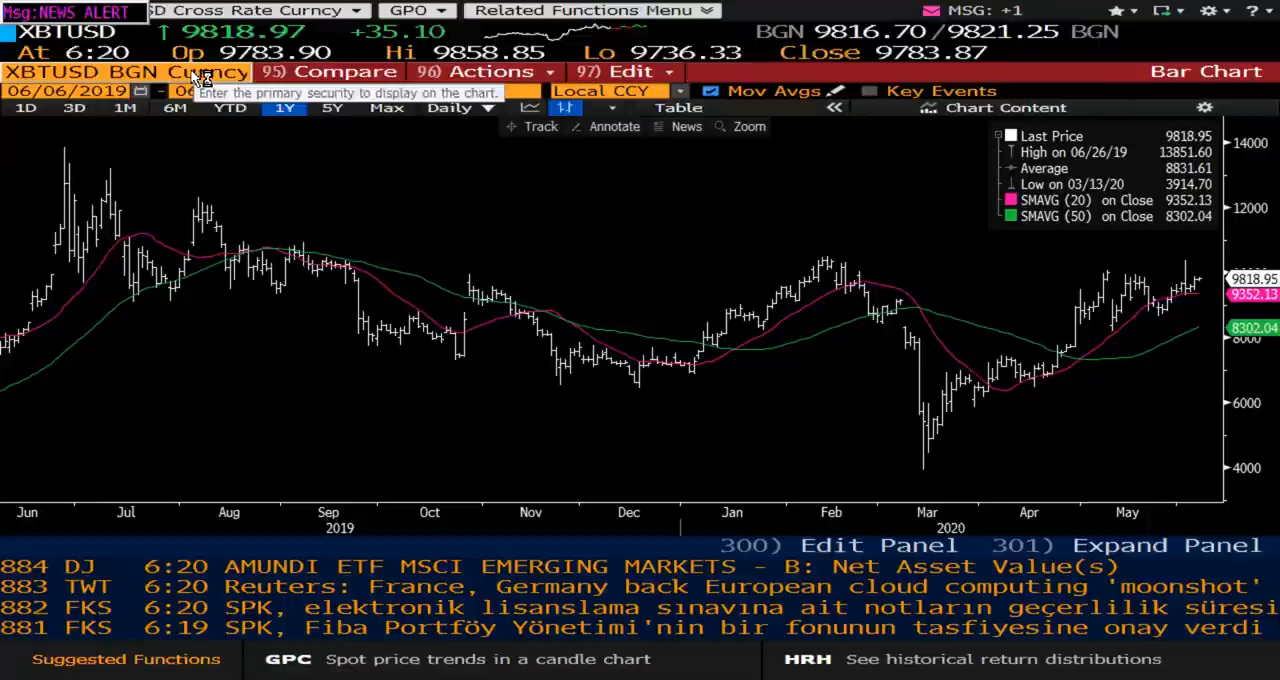 Msg:NEWS ALERT D Cross Rate Curncy GPO Related Functions Menu MSG: +1
XBTUSD ↑ 9818.97 +35.10 BGN 9816.70/9821.25 BGN
At 6:20 Op 9783.90 Hi 9858.85 Lo 9736.33 Close 9783.87
XBTUSD BGN Curncy 95) Compare 96) Actions 97) Edit Bar Chart
06/06/2019 - 06 Local CCY Mov Avgs Key Events
Enter the primary security to display on the chart.
1D 3D 1M 6M YTD 1Y 5Y Max Daily Table Chart Content
Track Annotate News Zoom
Last Price 9818.95
High on 06/26/19 13851.60
Average 8831.61
Low on 03/13/20 3914.70
SMAVG (20) on Close 9352.13
SMAVG (50) on Close 8302.04
14000
12000
9818.95
9352.13
8302.04
8000
6000
4000
Jun Jul Aug Sep Oct Nov Dec Jan Feb Mar Apr May
2019 2020
300) Edit Panel 301) Expand Panel
884 DJ 6:20 AMUNDI ETF MSCI EMERGING MARKETS - B: Net Asset Value(s)
883 TWT 6:20 Reuters: France, Germany back European cloud computing 'moonshot'
882 FKS 6:20 SPK, elektronik lisanslama sınavına ait notların geçerlilik süresi
881 FKS 6:19 SPK, Fiba Portföy Yönetimi'nin bir fonunun tasfiyesine onay verdi
Suggested Functions GPC Spot price trends in a candle chart HRH See historical return distributions